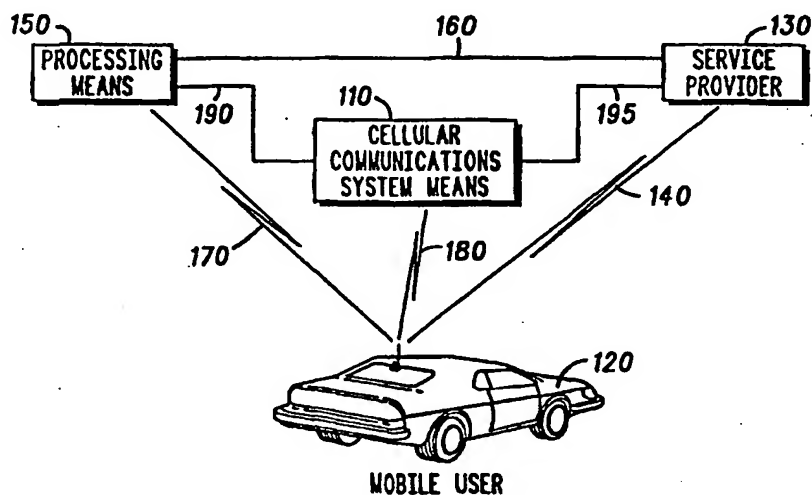 150
160
130
PROCESSING
MEANS
SERVICE
PROVIDER
190
110
195
CELLULAR
COMMUNICATIONS
SYSTEM MEANS
140
170
180
120
MOBILE USER